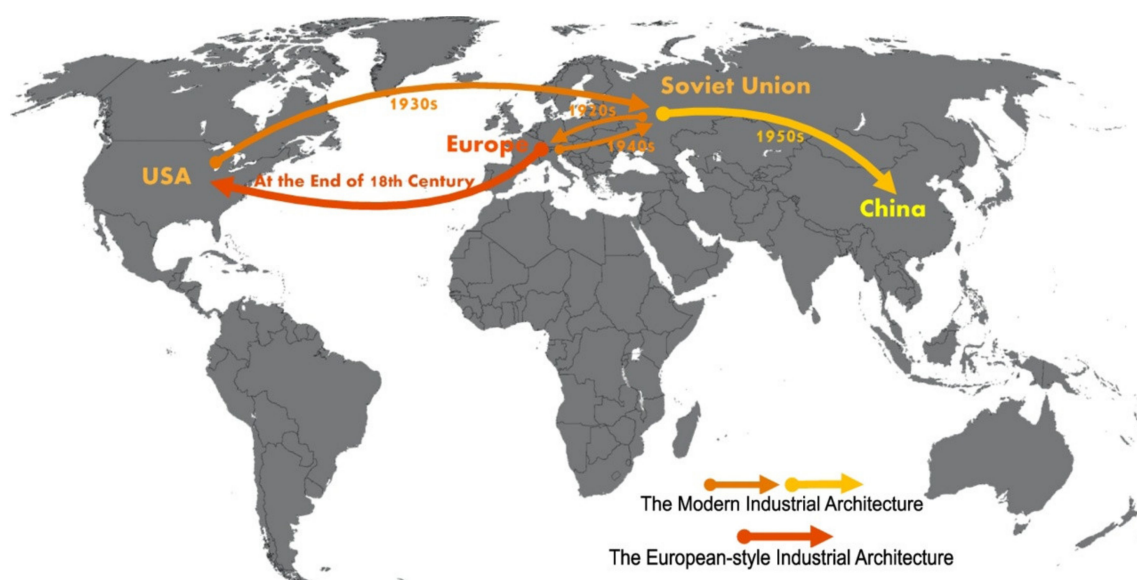 Soviet Union
1930s
1920s
Europe
1940s
1950s
USA
At the End of 18th Century
China
The Modern Industrial Architecture
The European-style Industrial Architecture